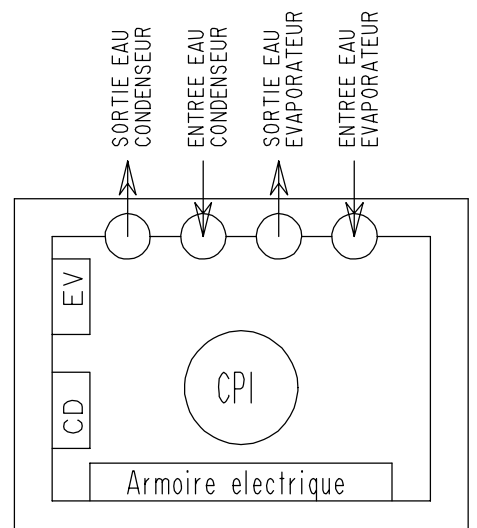 SORTIE EAU
CONDENSEUR
ENTREE EAU
CONDENSEUR
SORTIE EAU
EVAPORATEUR
ENTREE EAU
EVAPORATEUR
EV
CPI
CD
Armoire electrique